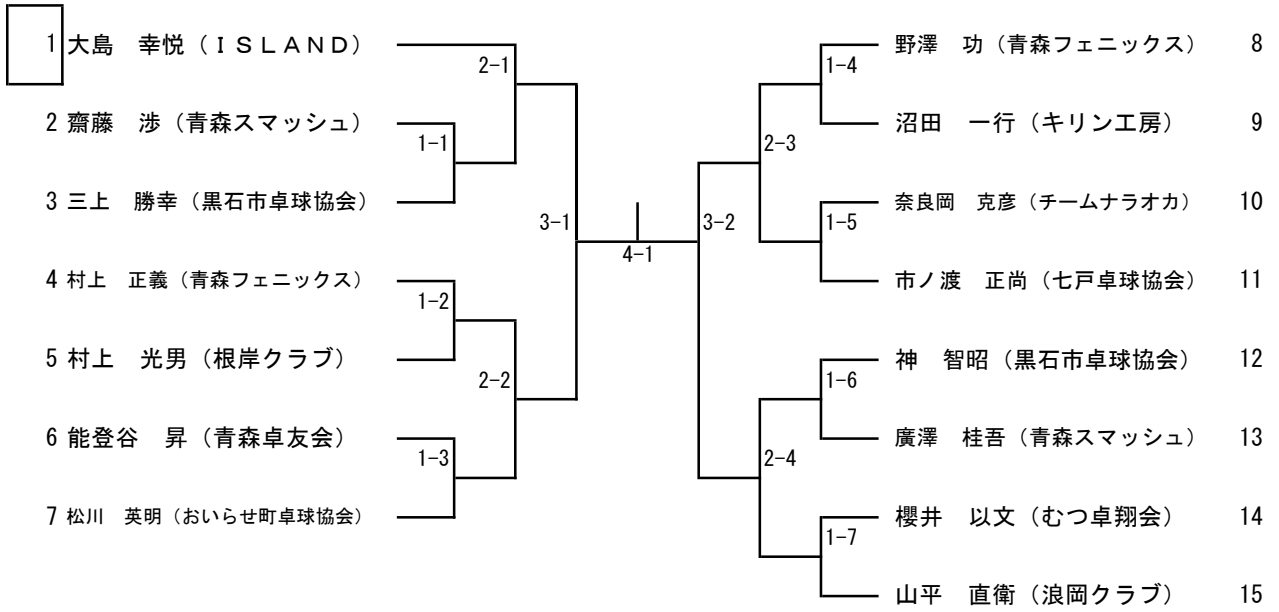 1 大島　幸悦（ＩＳＬＡＮＤ）
2 齋藤　渉（青森スマッシュ）
3 三上　勝幸（黒石市卓球協会）
4 村上　正義（青森フェニックス）
5 村上　光男（根岸クラブ）
6 能登谷　昇（青森卓友会）
7 松川　英明（おいらせ町卓球協会）
2-1
1-1
3-1
1-2
2-2
1-3
4-1
3-2
1-4
2-3
1-5
1-6
2-4
1-7
野澤　功（青森フェニックス） 8
沼田　一行（キリン工房） 9
奈良岡　克彦（チームナラオカ） 10
市ノ渡　正尚（七戸卓球協会） 11
神　智昭（黒石市卓球協会） 12
廣澤　桂吾（青森スマッシュ） 13
櫻井　以文（むつ卓翔会） 14
山平　直衛（浪岡クラブ） 15